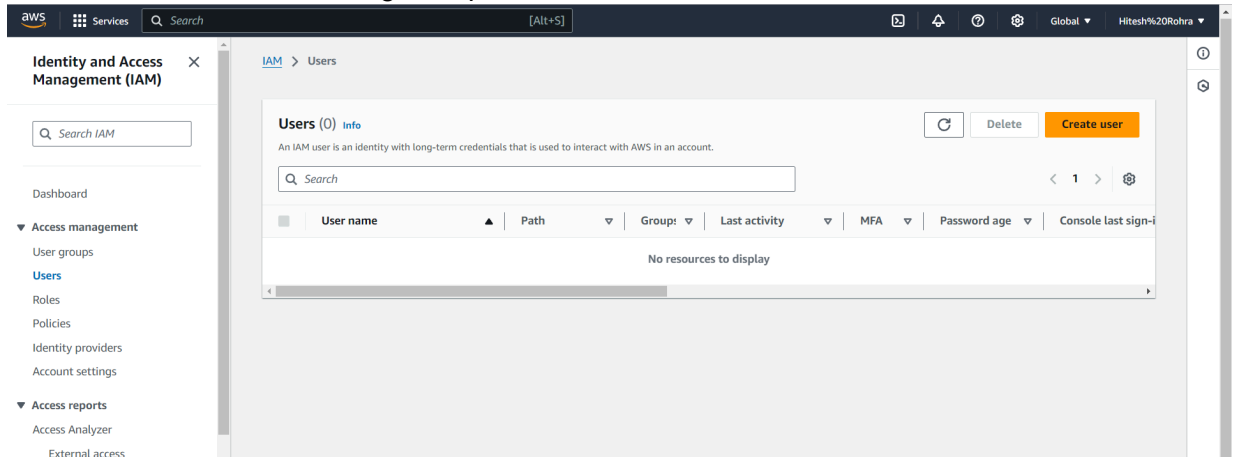 aws Services Search [Alt+S] Global Hitesh%20Rohra
Identity and Access Management (IAM)
Search IAM
Dashboard
Access management
User groups
Users
Roles
Policies
Identity providers
Account settings
Access reports
Access Analyzer
External access
IAM > Users
Users (0) Info
Delete
Create user
An IAM user is an identity with long-term credentials that is used to interact with AWS in an account.
Search
< 1 >
User name Path Groups Last activity MFA Password age Console last sign-i
No resources to display